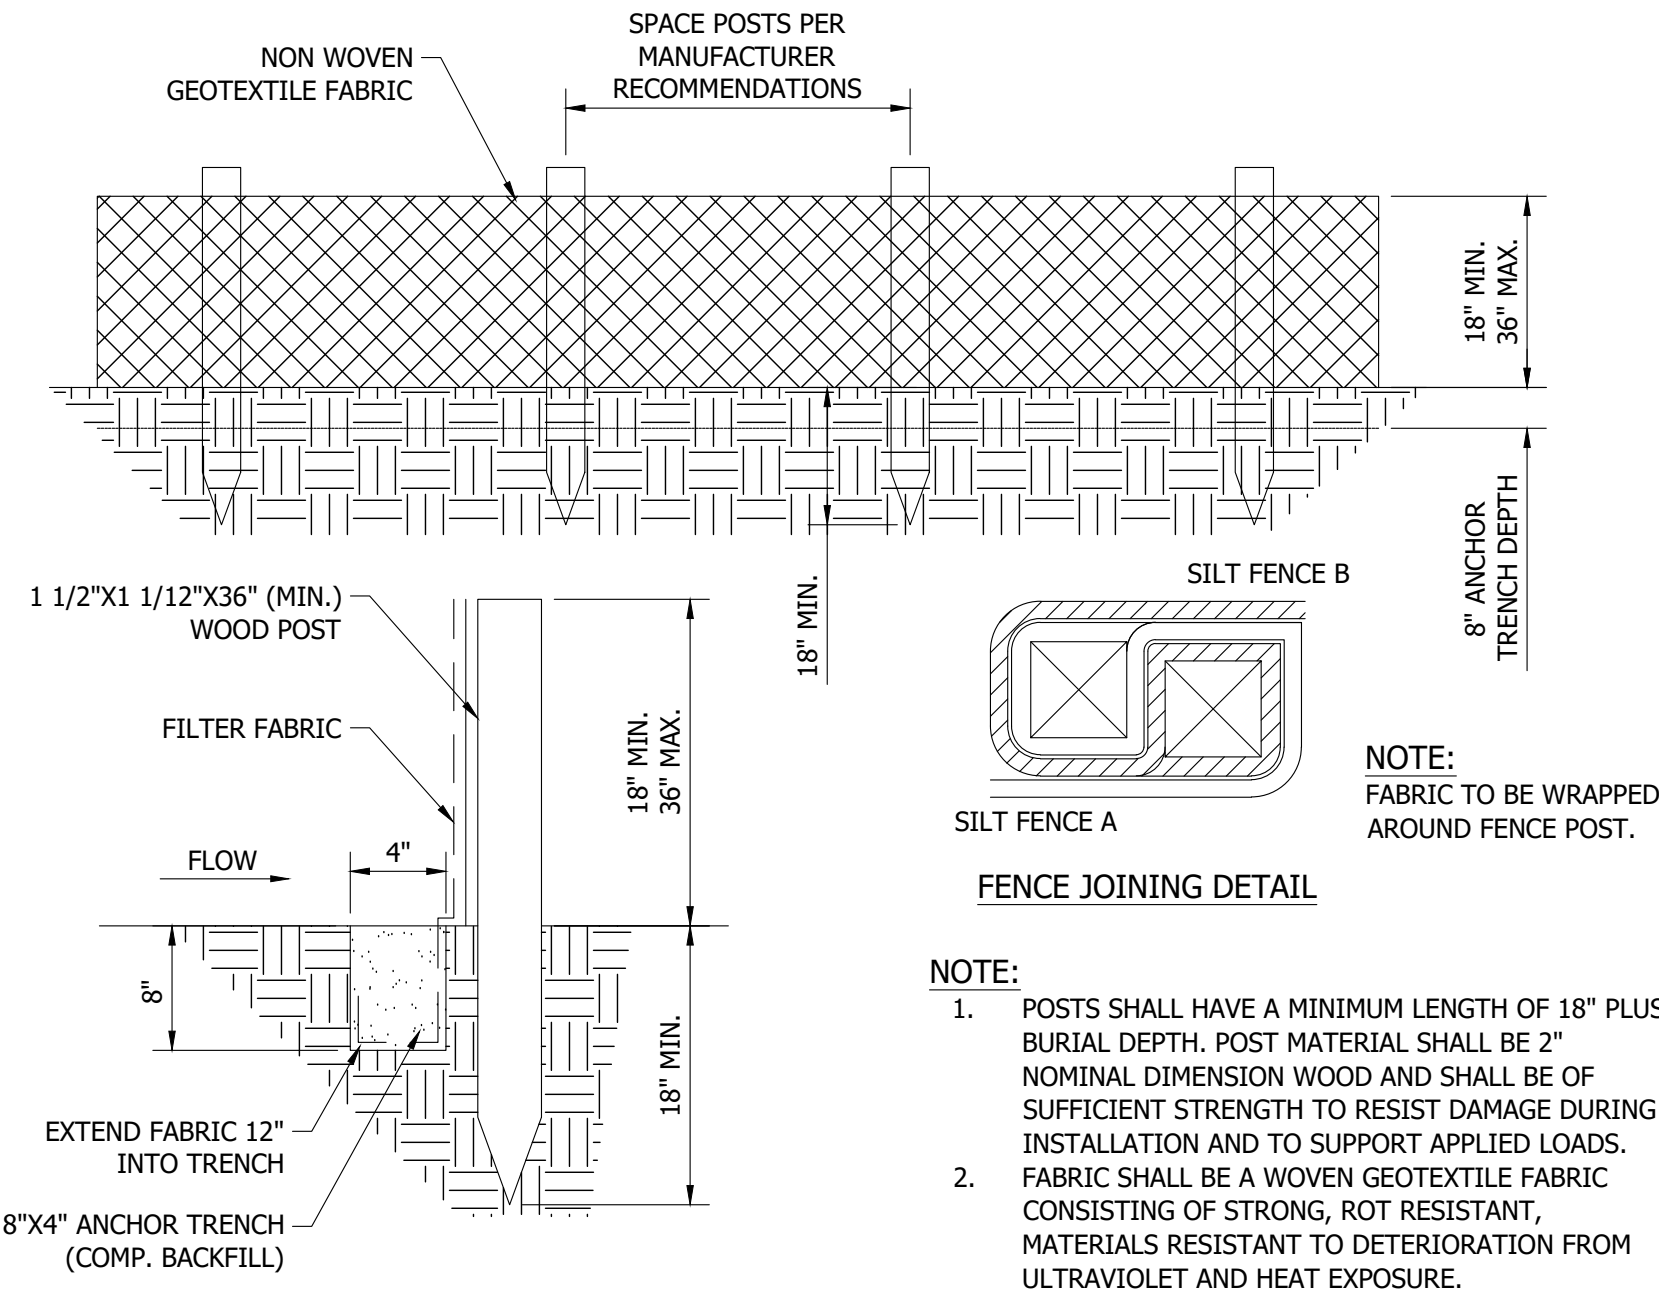 SPACE POSTS PER
MANUFACTURER
RECOMMENDATIONS
NON WOVEN
GEOTEXTILE FABRIC
18" MIN.
36" MAX.
8" ANCHOR
TRENCH DEPTH
18" MIN.
1 1/2"X1 1/12"X36" (MIN.)
WOOD POST
FILTER FABRIC
18" MIN.
36" MAX.
FLOW
4"
8"
18" MIN.
EXTEND FABRIC 12"
INTO TRENCH
8"X4" ANCHOR TRENCH
(COMP. BACKFILL)
SILT FENCE B
SILT FENCE A
NOTE:
FABRIC TO BE WRAPPED
AROUND FENCE POST.
FENCE JOINING DETAIL
NOTE:
1. POSTS SHALL HAVE A MINIMUM LENGTH OF 18" PLUS
BURIAL DEPTH. POST MATERIAL SHALL BE 2"
NOMINAL DIMENSION WOOD AND SHALL BE OF
SUFFICIENT STRENGTH TO RESIST DAMAGE DURING
INSTALLATION AND TO SUPPORT APPLIED LOADS.
2. FABRIC SHALL BE A WOVEN GEOTEXTILE FABRIC
CONSISTING OF STRONG, ROT RESISTANT,
MATERIALS RESISTANT TO DETERIORATION FROM
ULTRAVIOLET AND HEAT EXPOSURE.